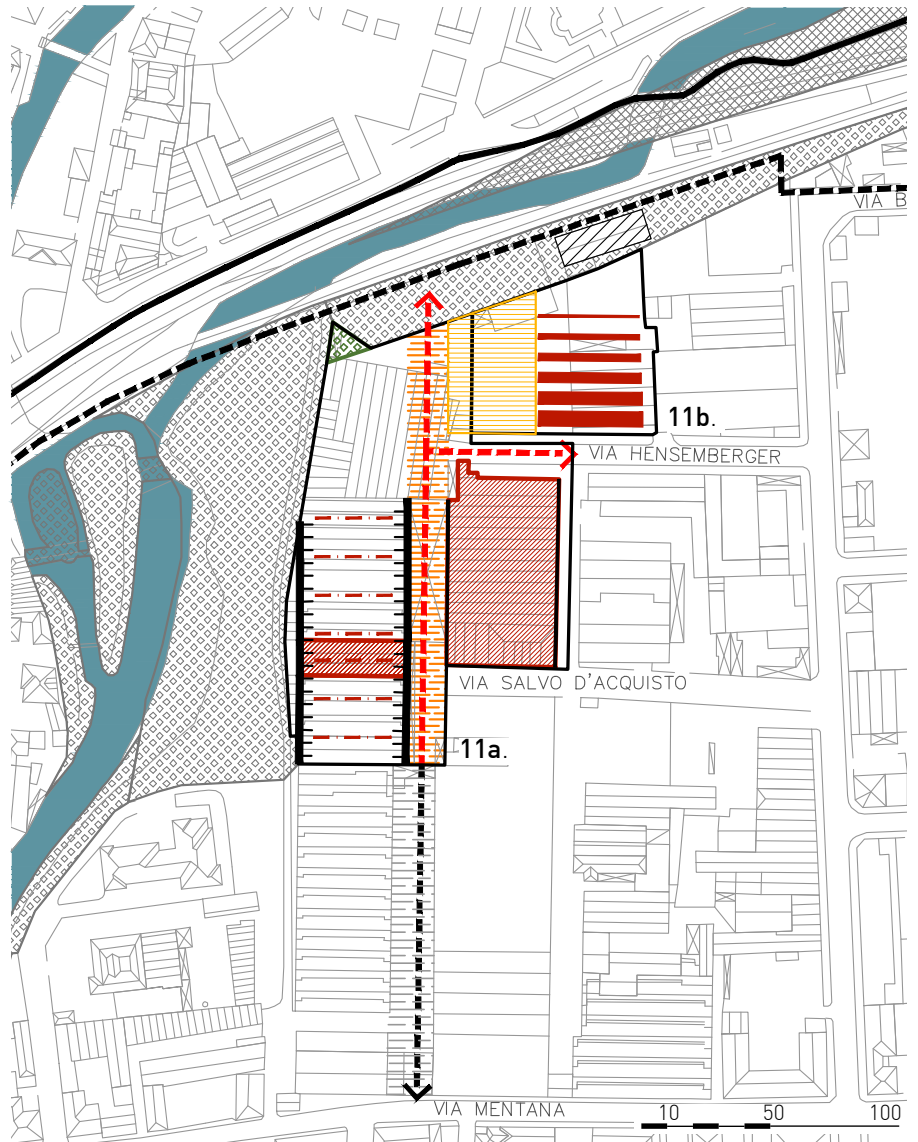 VIA B
11b.
VIA HENSEMBERGER
VIA SALVO D'ACQUISTO
11a.
VIA MENTANA
10 50 100